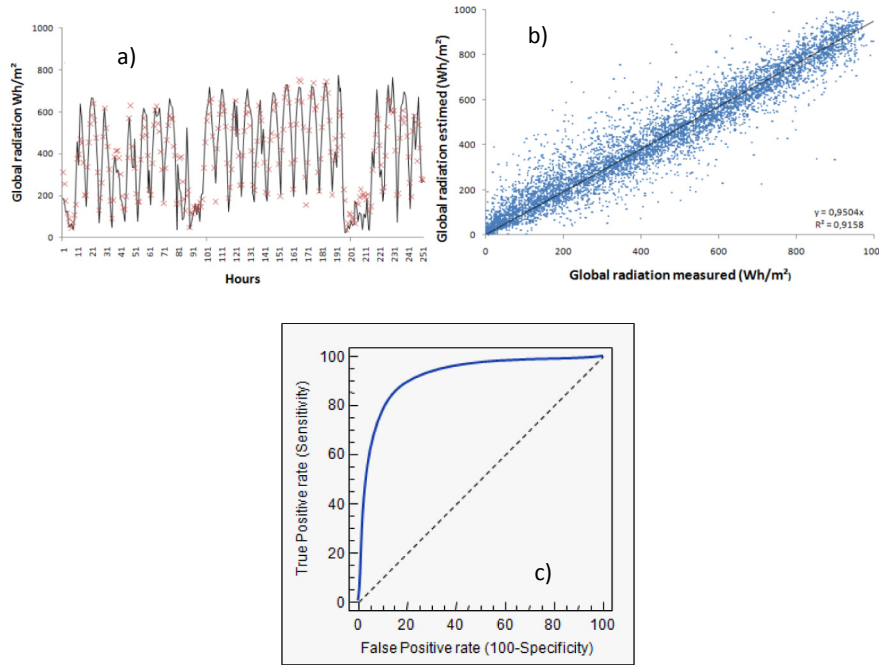 a)
Global radiation Wh/m²
1000
800
600
400
200
0
1 11 21 31 41 51 61 71 81 91 101 111 121 131 141 151 161 171 181 191 201 211 221 231 241 251
Hours
b)
Global radiation estimed (Wh/m²)
1000
800
600
400
200
0
0 200 400 600 800 1000
y = 0,9504x
R² = 0,9158
Global radiation measured (Wh/m²)
c)
True Positive rate (Sensitivity)
100
80
60
40
20
0
0 20 40 60 80 100
False Positive rate (100-Specificity)